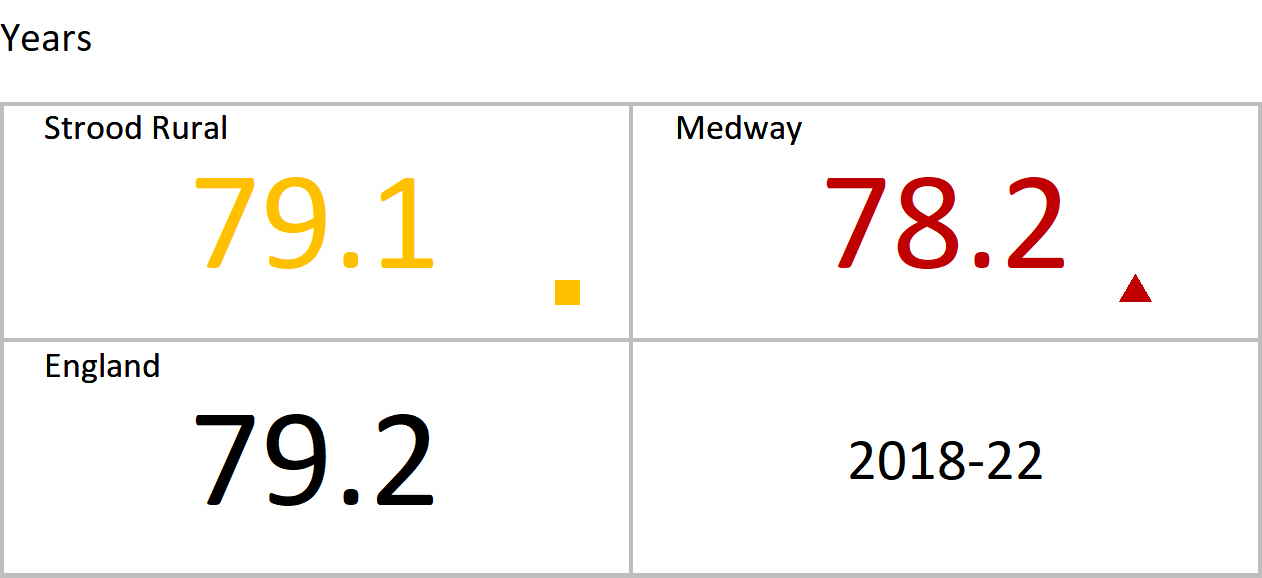 Years
Strood Rural
79.1
Medway
78.2
England
79.2
2018-22